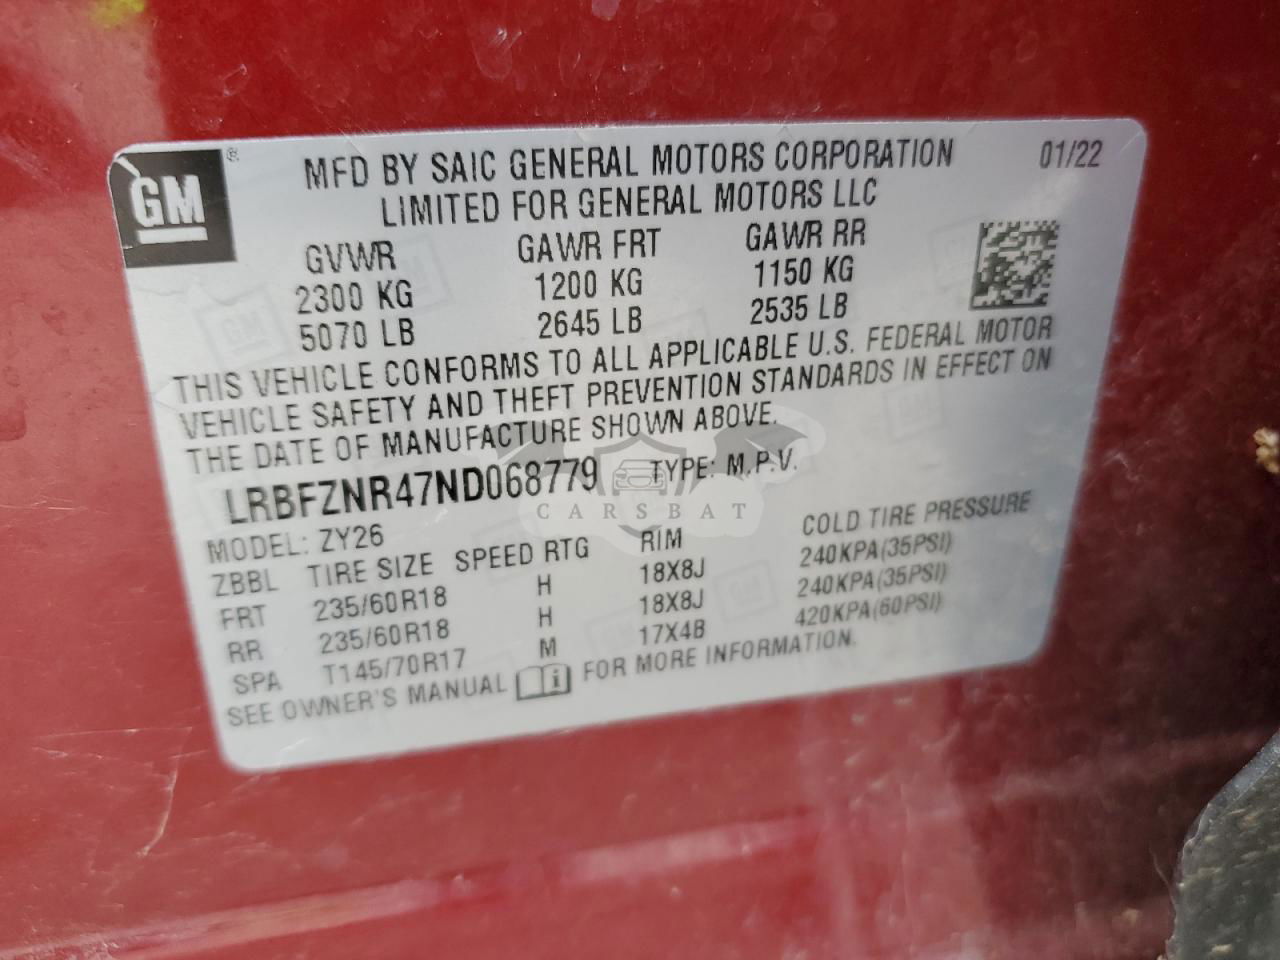 GM ®
MFD BY SAIC GENERAL MOTORS CORPORATION 01/22
LIMITED FOR GENERAL MOTORS LLC
GVWR GAWR FRT GAWR RR
2300 KG 1200 KG 1150 KG
5070 LB 2645 LB 2535 LB
THIS VEHICLE CONFORMS TO ALL APPLICABLE U.S. FEDERAL MOTOR
VEHICLE SAFETY AND THEFT PREVENTION STANDARDS IN EFFECT ON
THE DATE OF MANUFACTURE SHOWN ABOVE.
LRBFZNR47ND068779 TYPE: M.P.V.
CARSBAT
MODEL: ZY26
ZBBL TIRE SIZE SPEED RTG RIM COLD TIRE PRESSURE
FRT 235/60R18 H 18X8J 240KPA(35PSI)
RR 235/60R18 H 18X8J 240KPA(35PSI)
SPA T145/70R17 M 17X4B 420KPA(60PSI)
SEE OWNER'S MANUAL i FOR MORE INFORMATION.